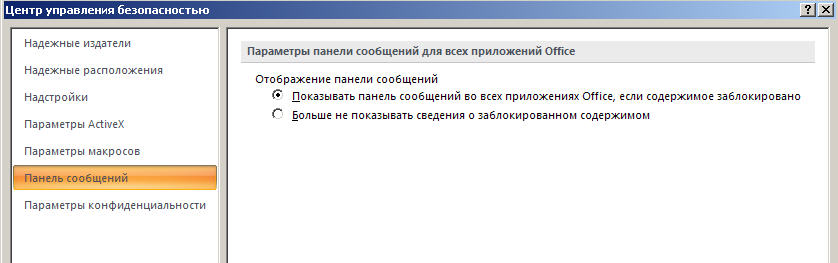 Центр управления безопасностью
Надежные издатели
Надежные расположения
Надстройки
Параметры ActiveX
Параметры макросов
Панель сообщений
Параметры конфиденциальности
Параметры панели сообщений для всех приложений Office
Отображение панели сообщений
Показывать панель сообщений во всех приложениях Office, если содержимое заблокировано
Больше не показывать сведения о заблокированном содержимом